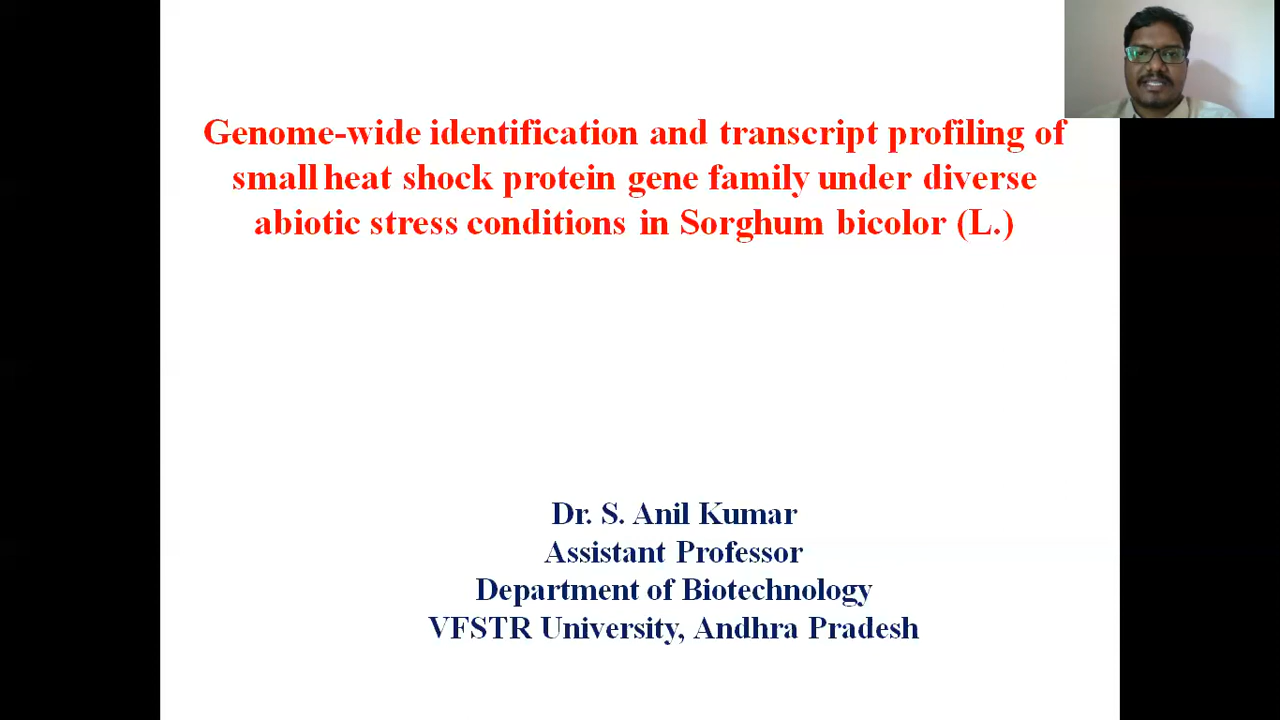 Genome-wide identification and transcript profiling of
small heat shock protein gene family under diverse
abiotic stress conditions in Sorghum bicolor (L.)
Dr. S. Anil Kumar
Assistant Professor
Department of Biotechnology
VFSTR University, Andhra Pradesh